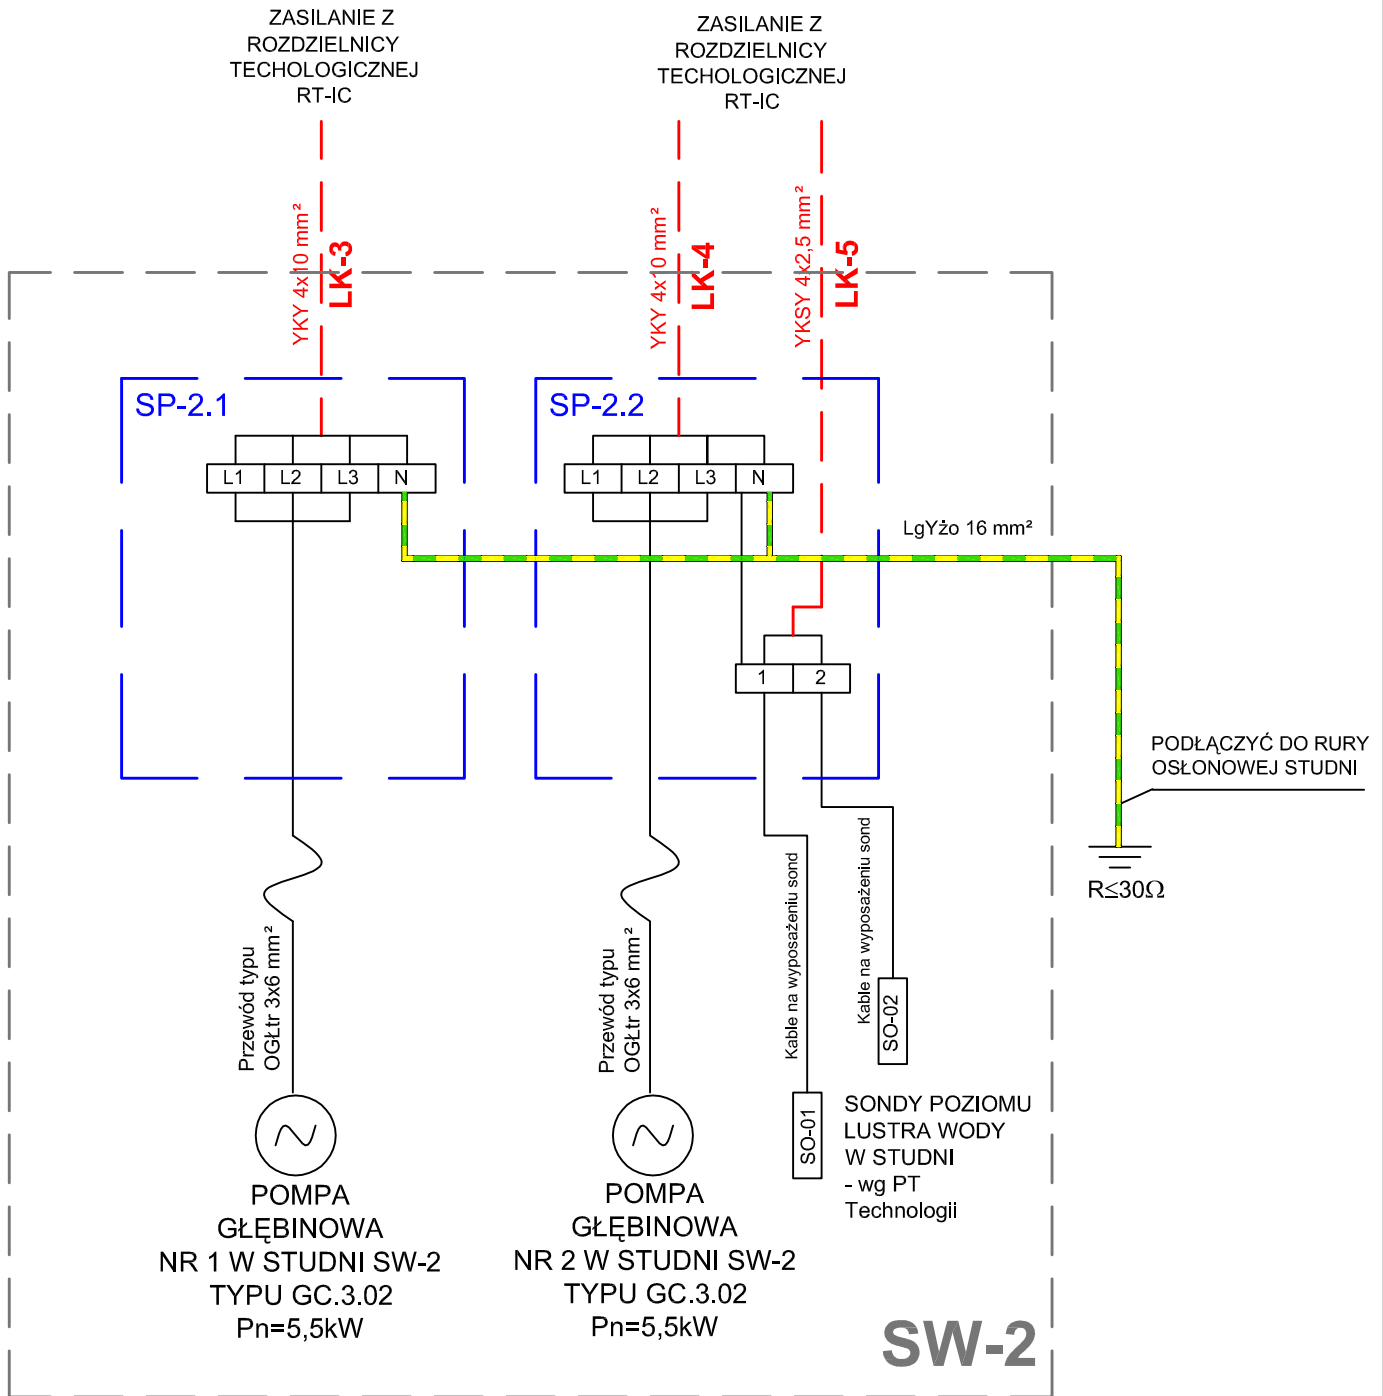 ZASILANIE Z
ROZDZIELNICY
TECHOLOGICZNEJ
RT-IC
ZASILANIE Z
ROZDZIELNICY
TECHOLOGICZNEJ
RT-IC
YKY 4x10 mm²
LK-3
YKY 4x10 mm²
LK-4
YKSY 4x2,5 mm²
LK-5
SP-2.1
L1 L2 L3 N
SP-2.2
L1 L2 L3 N
LgYżo 16 mm²
1 2
PODŁĄCZYĆ DO RURY
OSŁONOWEJ STUDNI
R≤30Ω
Przewód typu
OGŁtr 3x6 mm²
Przewód typu
OGŁtr 3x6 mm²
Kable na wyposażeniu sond
Kable na wyposażeniu sond
SO-01
SO-02
SONDY POZIOMU
LUSTRA WODY
W STUDNI
- wg PT
Technologii
POMPA
GŁĘBINOWA
NR 1 W STUDNI SW-2
TYPU GC.3.02
Pn=5,5kW
POMPA
GŁĘBINOWA
NR 2 W STUDNI SW-2
TYPU GC.3.02
Pn=5,5kW
SW-2